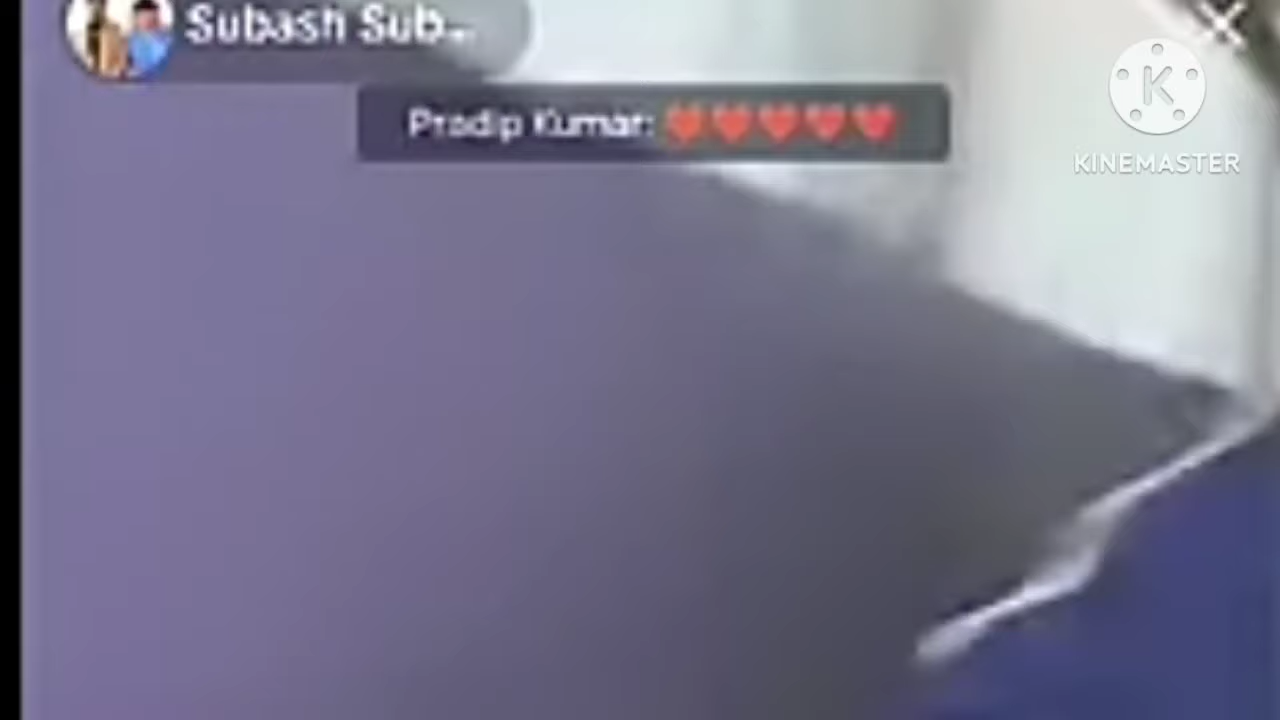 Subash Sub...
Pradip Kumar: ❤️❤️❤️❤️❤️
K
KINEMASTER